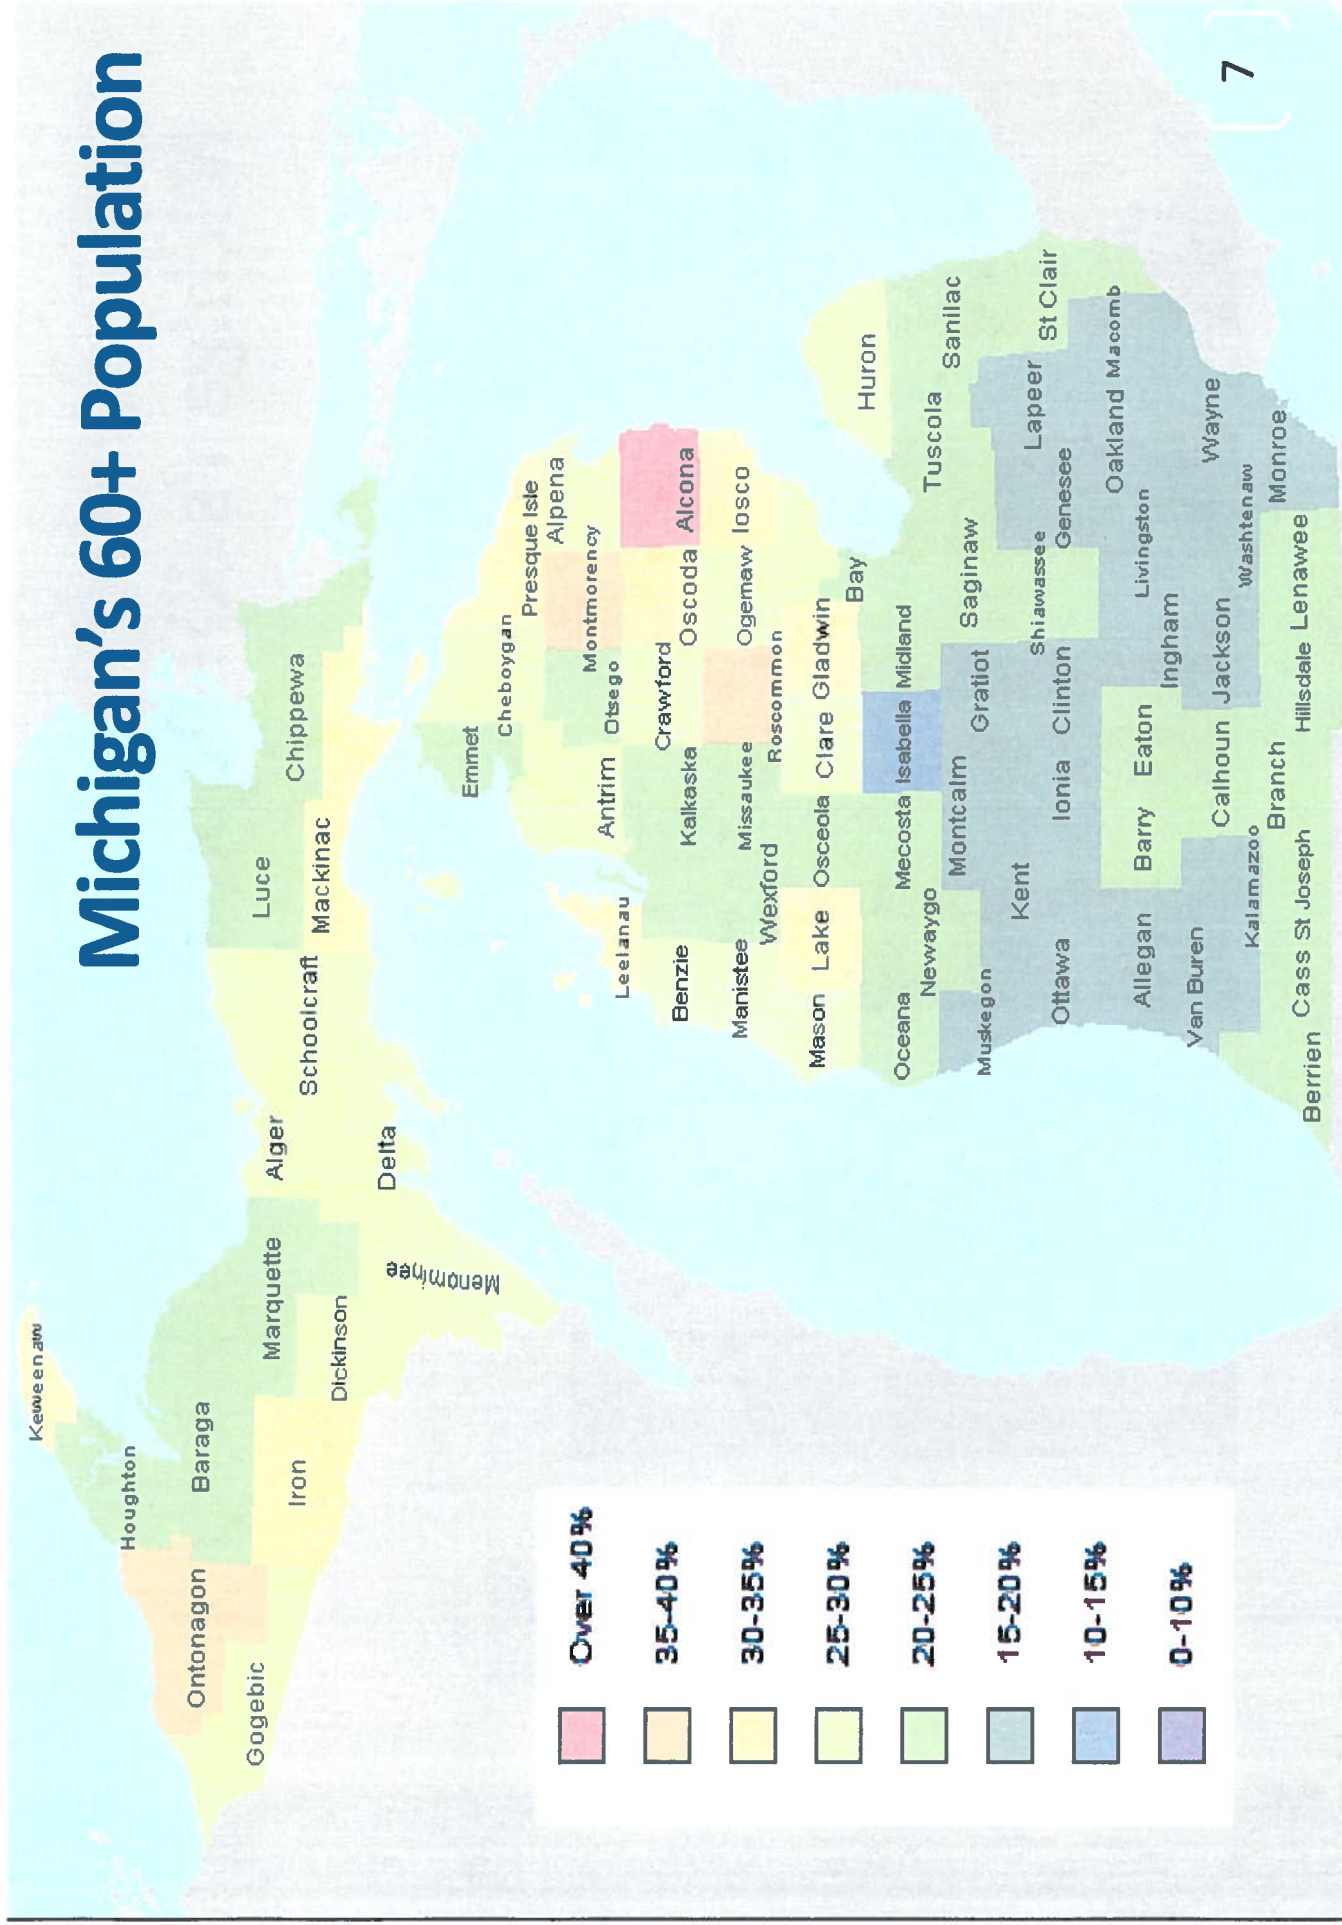 Michigan's 60+ Population
Keweenaw
Houghton
Ontonagon
Baraga
Gogebic
Iron
Marquette
Dickinson
Menominee
Alger
Delta
Schoolcraft
Luce
Mackinac
Chippewa
Emmet
Cheboygan
Presque Isle
Alpena
Montmorency
Otsego
Antrim
Leelanau
Benzie
Kalkaska
Crawford
Oscoda
Alcona
Manistee
Wexford
Missaukee
Roscommon
Ogemaw
Iosco
Mason
Lake
Osceola
Clare
Gladwin
Bay
Huron
Oceana
Newaygo
Mecosta
Isabella
Midland
Tuscola
Sanilac
Muskegon
Montcalm
Gratiot
Saginaw
Kent
Ottawa
Ionia
Clinton
Shiawassee
Genesee
Lapeer
St Clair
Allegan
Barry
Eaton
Ingham
Livingston
Oakland
Macomb
Van Buren
Kalamazoo
Calhoun
Jackson
Washtenaw
Wayne
Berrien
Cass
St Joseph
Branch
Hillsdale
Lenawee
Monroe
Over 40%
35-40%
30-35%
25-30%
20-25%
15-20%
10-15%
0-10%
7